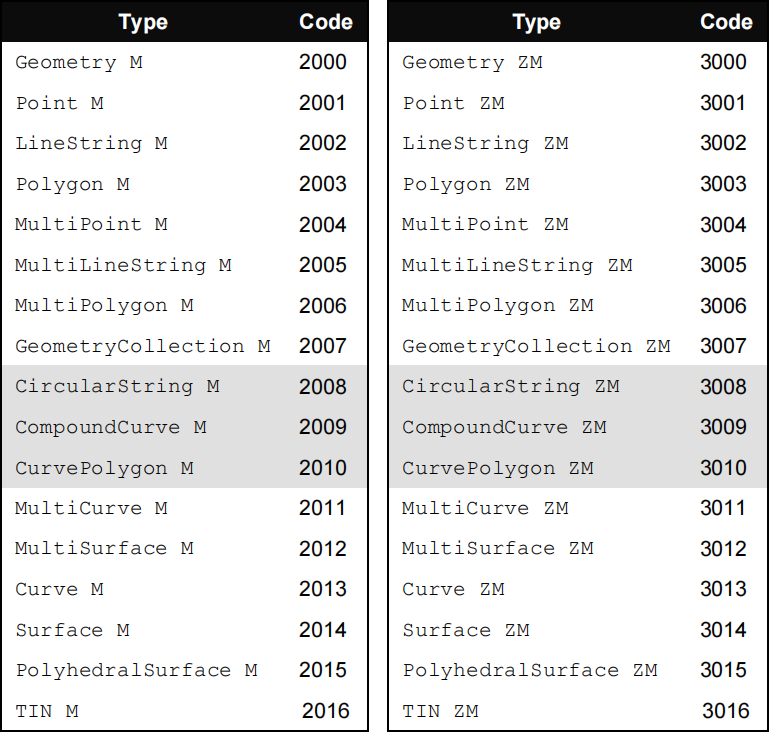 Type Code
Geometry M 2000
Point M 2001
LineString M 2002
Polygon M 2003
MultiPoint M 2004
MultiLineString M 2005
MultiPolygon M 2006
GeometryCollection M 2007
CircularString M 2008
CompoundCurve M 2009
CurvePolygon M 2010
MultiCurve M 2011
MultiSurface M 2012
Curve M 2013
Surface M 2014
PolyhedralSurface M 2015
TIN M 2016
Type Code
Geometry ZM 3000
Point ZM 3001
LineString ZM 3002
Polygon ZM 3003
MultiPoint ZM 3004
MultiLineString ZM 3005
MultiPolygon ZM 3006
GeometryCollection ZM 3007
CircularString ZM 3008
CompoundCurve ZM 3009
CurvePolygon ZM 3010
MultiCurve ZM 3011
MultiSurface ZM 3012
Curve ZM 3013
Surface ZM 3014
PolyhedralSurface ZM 3015
TIN ZM 3016